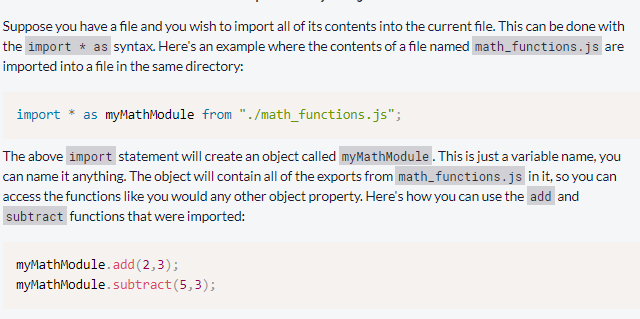 Suppose you have a file and you wish to import all of its contents into the current file. This can be done with
the import * as syntax. Here's an example where the contents of a file named math_functions.js are
imported into a file in the same directory:
import * as myMathModule from "./math_functions.js";
The above import statement will create an object called myMathModule. This is just a variable name, you
can name it anything. The object will contain all of the exports from math_functions.js in it, so you can
access the functions like you would any other object property. Here's how you can use the add and
subtract functions that were imported:
myMathModule.add(2,3);
myMathModule.subtract(5,3);